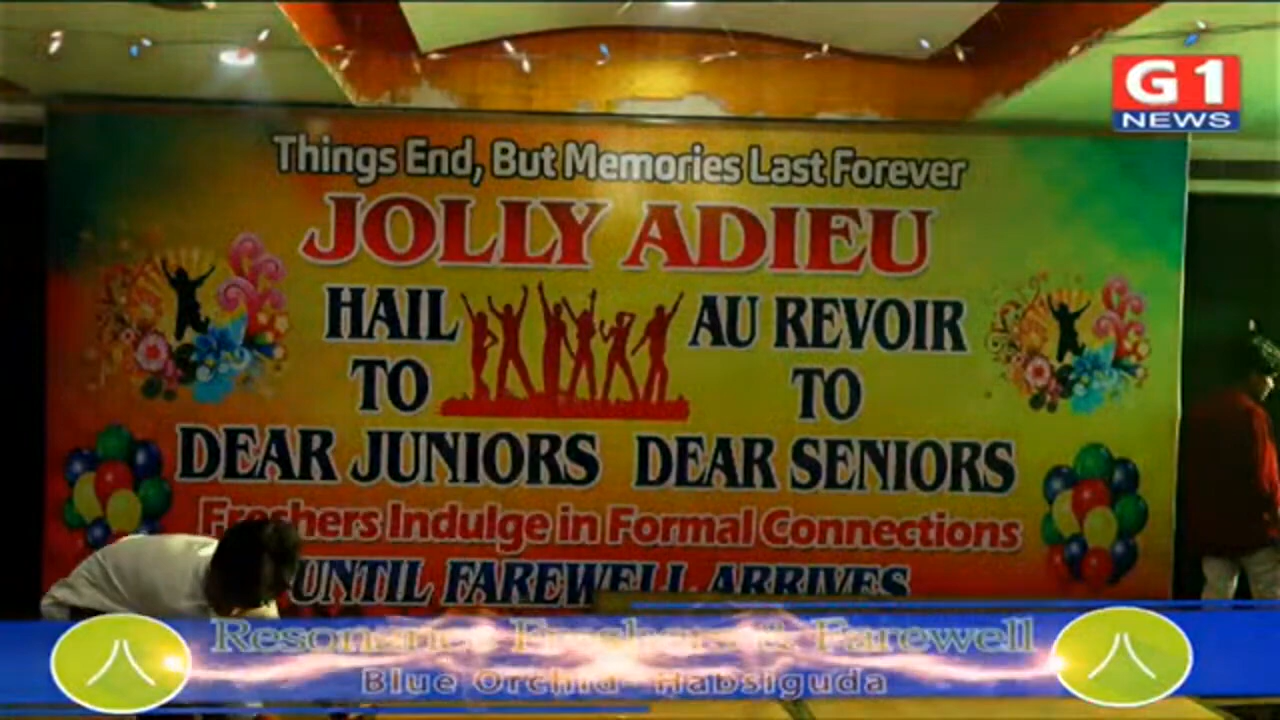 G1
NEWS
Things End, But Memories Last Forever
JOLLY ADIEU
HAIL AU REVOIR
TO TO
DEAR JUNIORS DEAR SENIORS
Freshers Indulge in Formal Connections
UNTIL FAREWELL ARRIVES
Resonance Freshers & Farewell
Blue Orchid Habsiguda